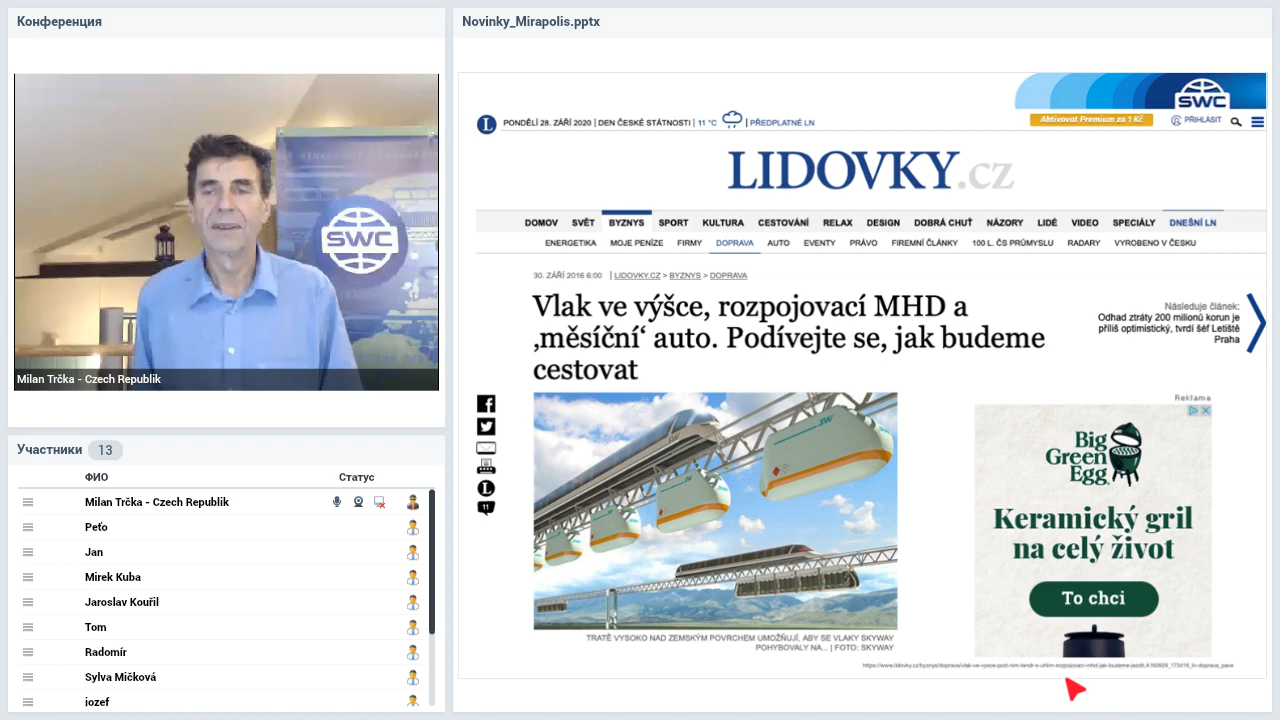 Конференция
Milan Trčka - Czech Republik
SWC
Участники 13
ФИО Статус
Milan Trčka - Czech Republik
Peťo
Jan
Mirek Kuba
Jaroslav Kouřil
Tom
Radomír
Sylva Mičková
jozef
Novinky_Mirapolis.pptx
SWC
L PONDĚLÍ 28. ZÁŘÍ 2020 | DEN ČESKÉ STÁTNOSTI | 11 °C | PŘEDPLATNÉ LN
Aktivovat Premium za 1 Kč PŘIHLÁSIT
LIDOVKY.cz
DOMOV SVĚT BYZNYS SPORT KULTURA CESTOVÁNÍ RELAX DESIGN DOBRÁ CHUŤ NÁZORY LIDÉ VIDEO SPECIÁLY DNEŠNÍ LN
ENERGETIKA MOJE PENÍZE FIRMY DOPRAVA AUTO EVENTY PRÁVO FIREMNÍ ČLÁNKY 100 L. ČS PRŮMYSLU RADARY VYROBENO V ČESKU
30. ZÁŘÍ 2016 6:00 | LIDOVKY.CZ > BYZNYS > DOPRAVA
Vlak ve výšce, rozpojovací MHD a
‚měsíční‘ auto. Podívejte se, jak budeme
cestovat
Následuje článek:
Odhad ztráty 200 milionů korun je
příliš optimistický, tvrdí šéf Letiště
Praha
L
11
SW
SW
TRATĚ VYSOKO NAD ZEMSKÝM POVRCHEM UMOŽŇUJÍ, ABY SE VLAKY SKYWAY
POHYBOVALY NA... | FOTO: SKYWAY
Reklama
Big
Green
Egg
Keramický gril
na celý život
To chci